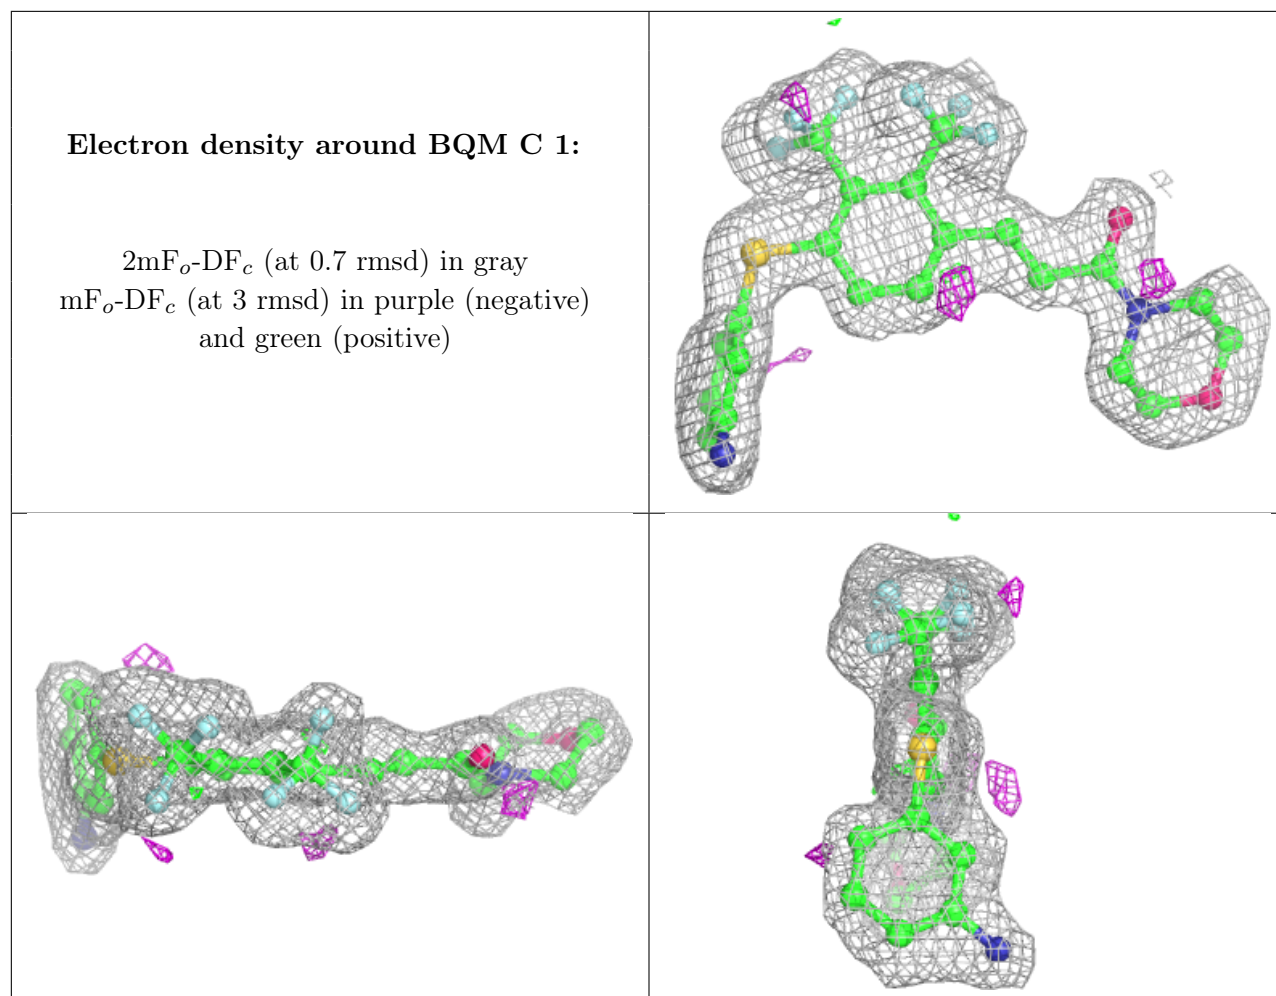 Electron density around BQM C 1:
2mFo-DFc (at 0.7 rmsd) in gray
mFo-DFc (at 3 rmsd) in purple (negative)
and green (positive)